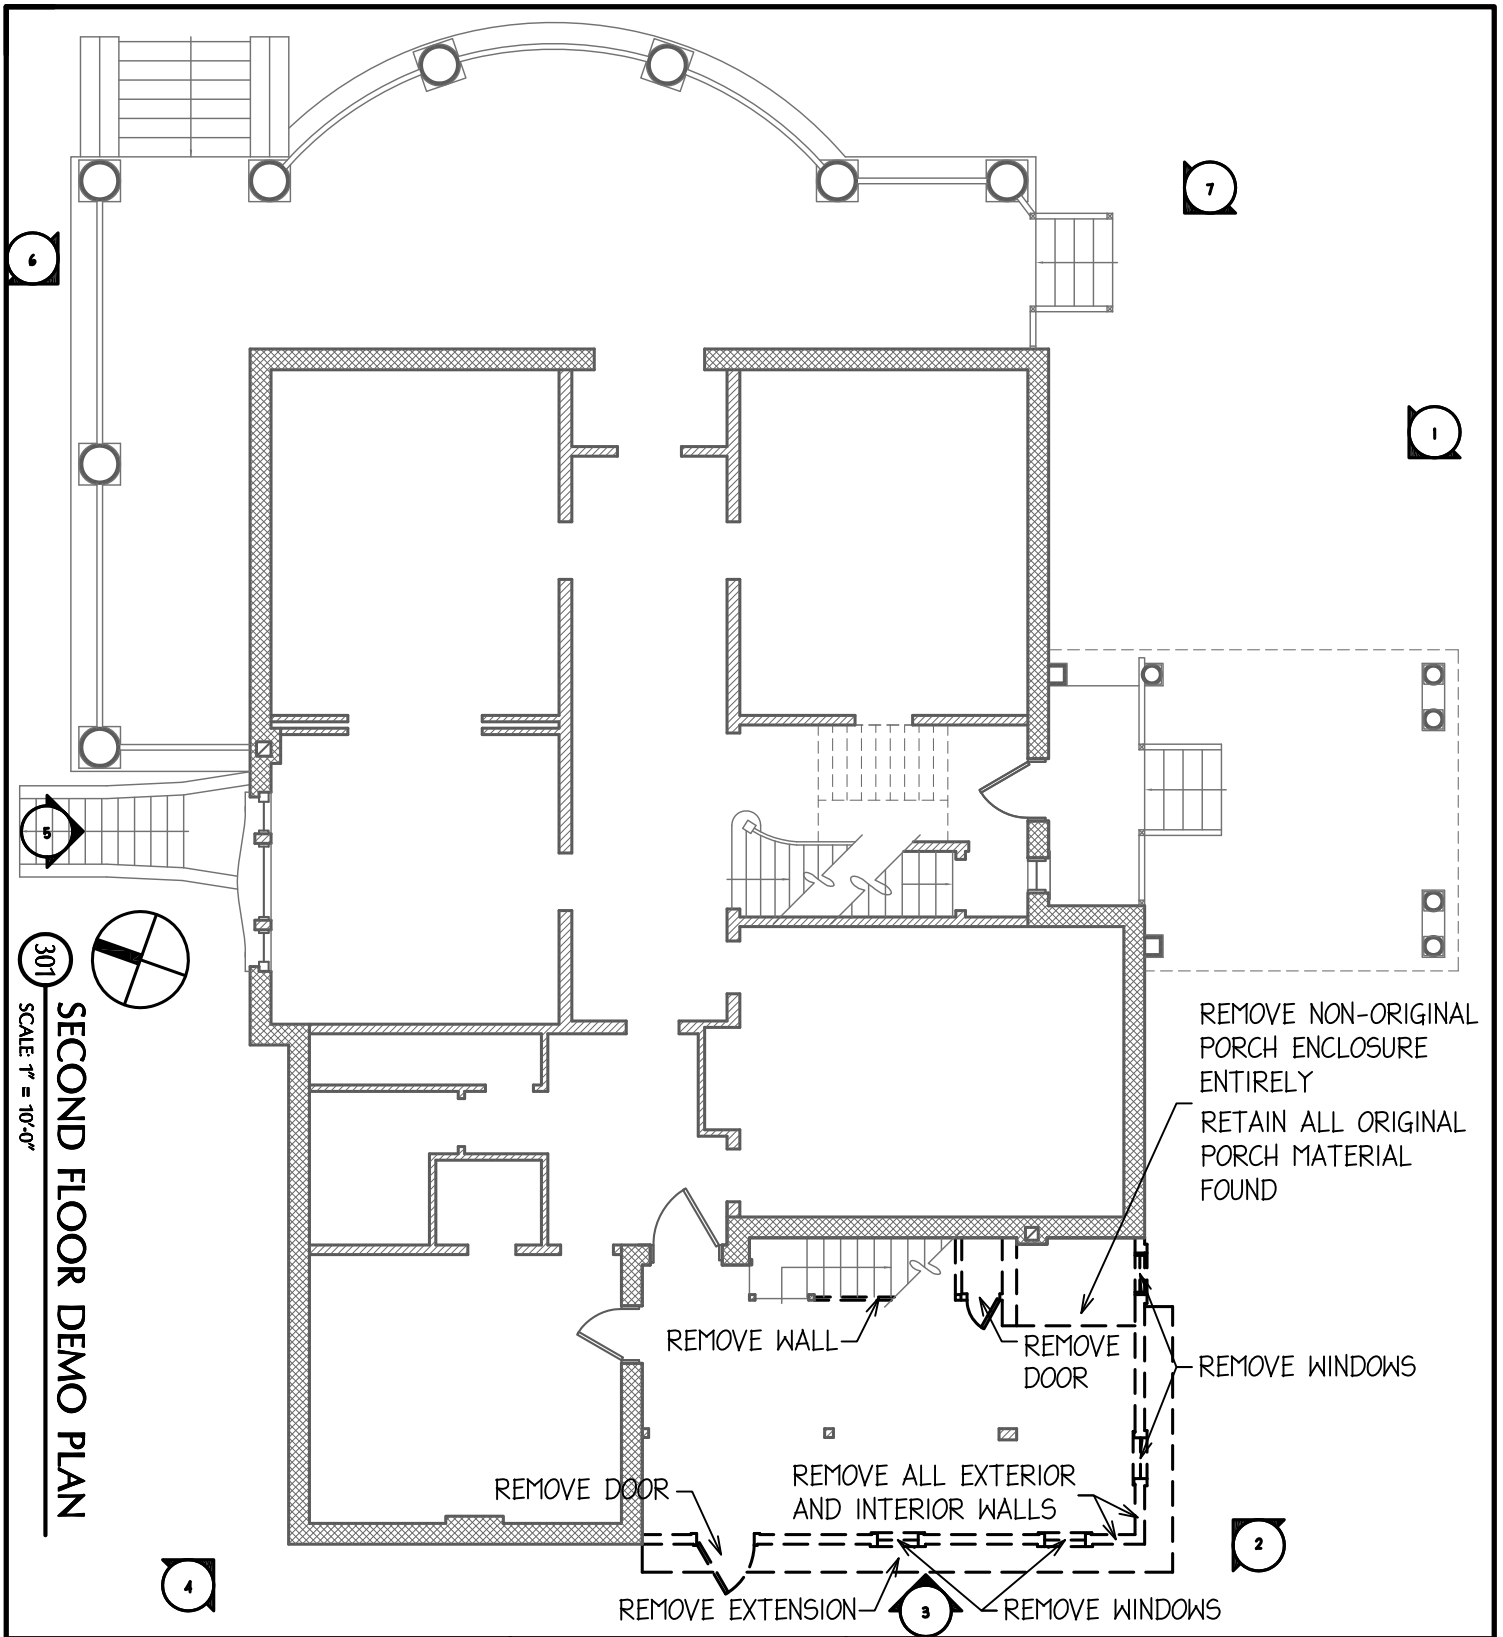 7
6
1
5
301
SECOND FLOOR DEMO PLAN
SCALE: 1" = 10'-0"
REMOVE NON-ORIGINAL
PORCH ENCLOSURE
ENTIRELY
RETAIN ALL ORIGINAL
PORCH MATERIAL
FOUND
REMOVE WALL
REMOVE
DOOR
REMOVE WINDOWS
REMOVE DOOR
REMOVE ALL EXTERIOR
AND INTERIOR WALLS
2
4
REMOVE EXTENSION
3
REMOVE WINDOWS